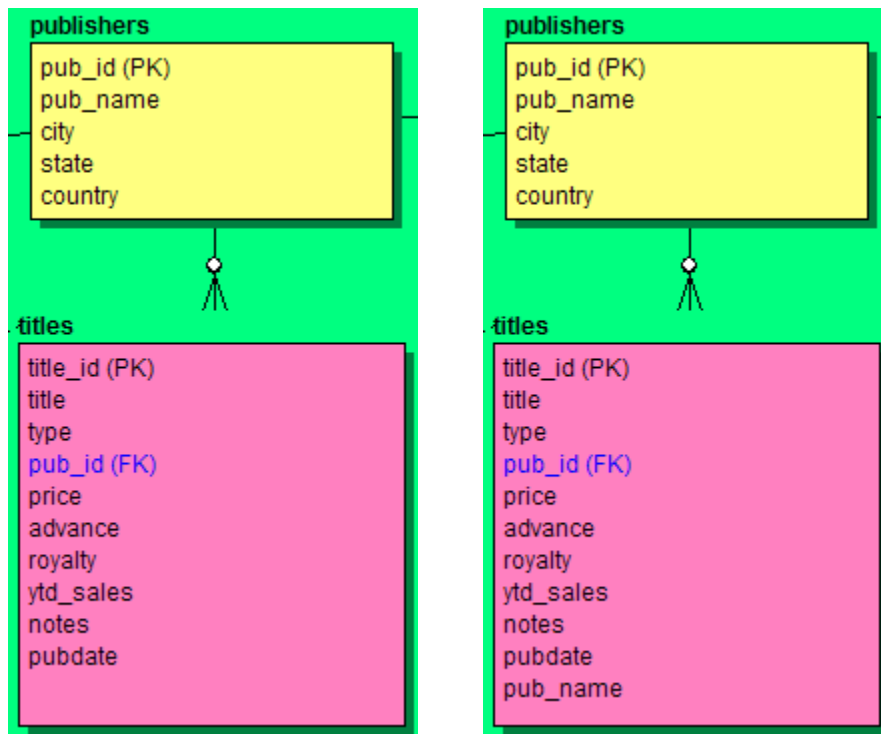 publishers
pub_id (PK)
pub_name
city
state
country
titles
title_id (PK)
title
type
pub_id (FK)
price
advance
royalty
ytd_sales
notes
pubdate
publishers
pub_id (PK)
pub_name
city
state
country
titles
title_id (PK)
title
type
pub_id (FK)
price
advance
royalty
ytd_sales
notes
pubdate
pub_name